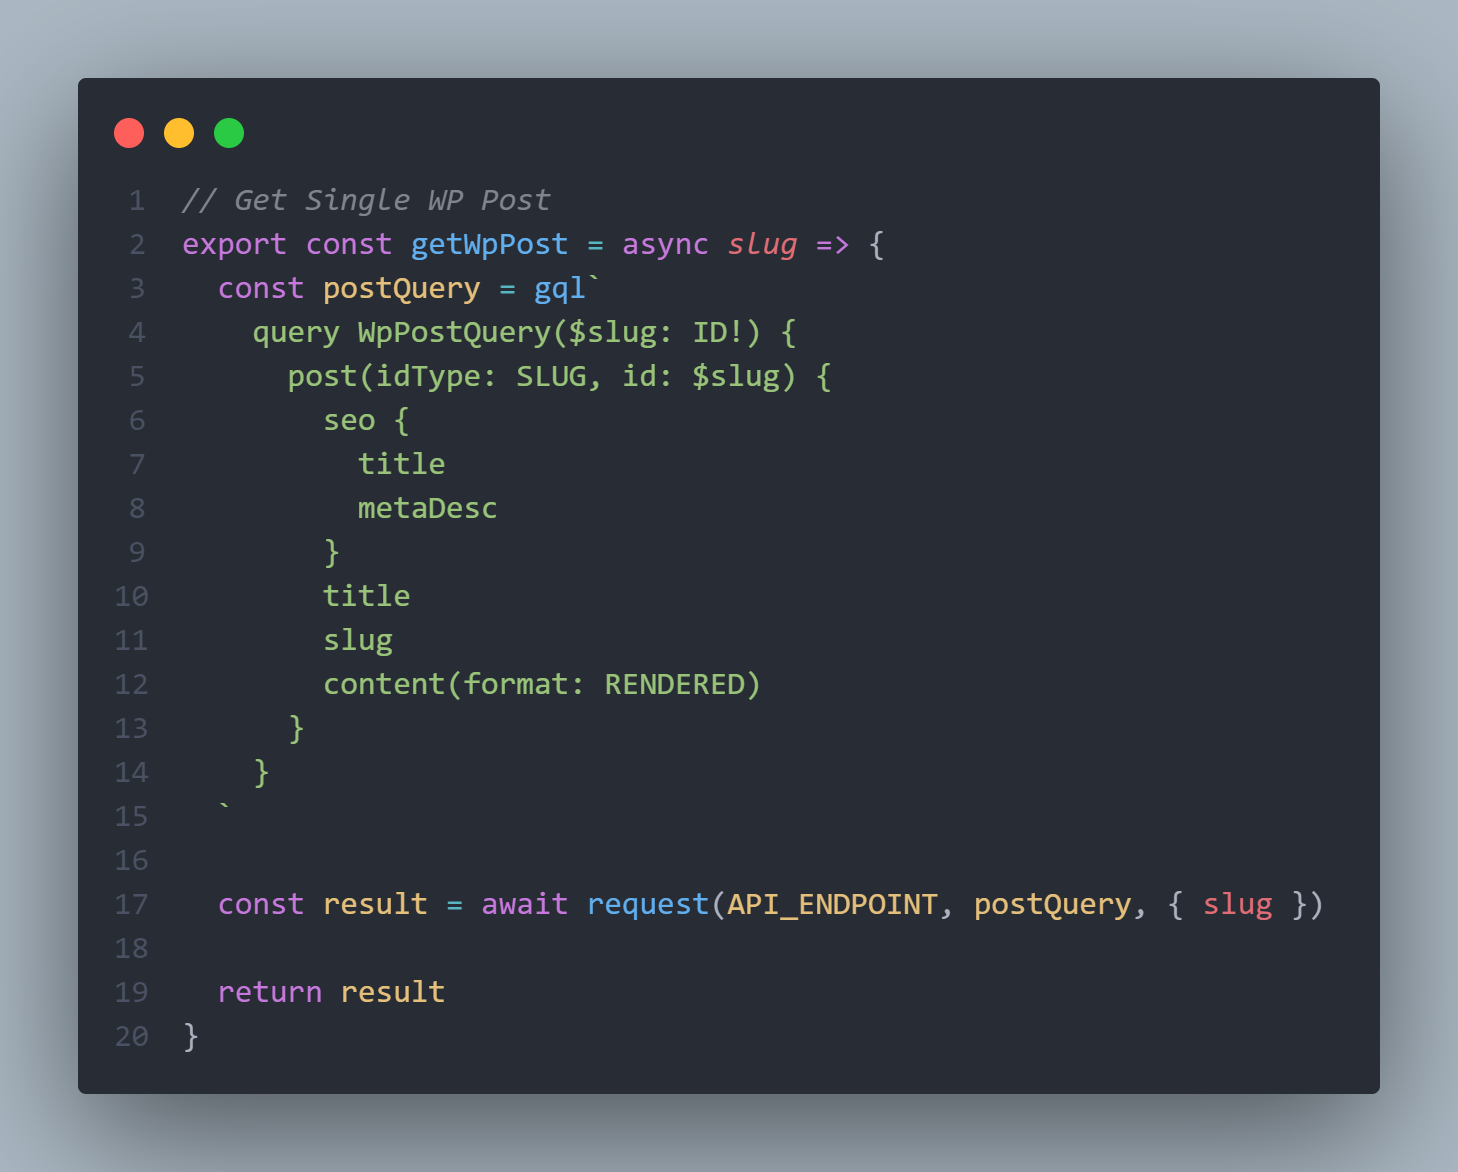 1 // Get Single WP Post
2 export const getWpPost = async slug => {
3   const postQuery = gql`
4     query WpPostQuery($slug: ID!) {
5       post(idType: SLUG, id: $slug) {
6         seo {
7           title
8           metaDesc
9         }
10         title
11         slug
12         content(format: RENDERED)
13       }
14     }
15   `
16
17   const result = await request(API_ENDPOINT, postQuery, { slug })
18
19   return result
20 }